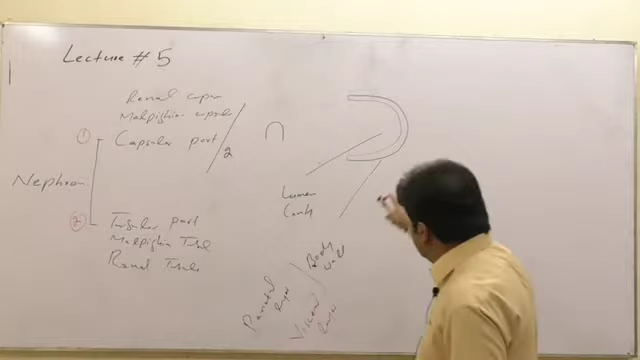 Lecture # 5
Renal capsu
Malpighian capsule
① Capsular part
2
Nephron
② Tubular part
Malpighian Tubule
Renal Tubule
Lumen
Cavity
Body
wall
Parietal
layer
Visceral
layer